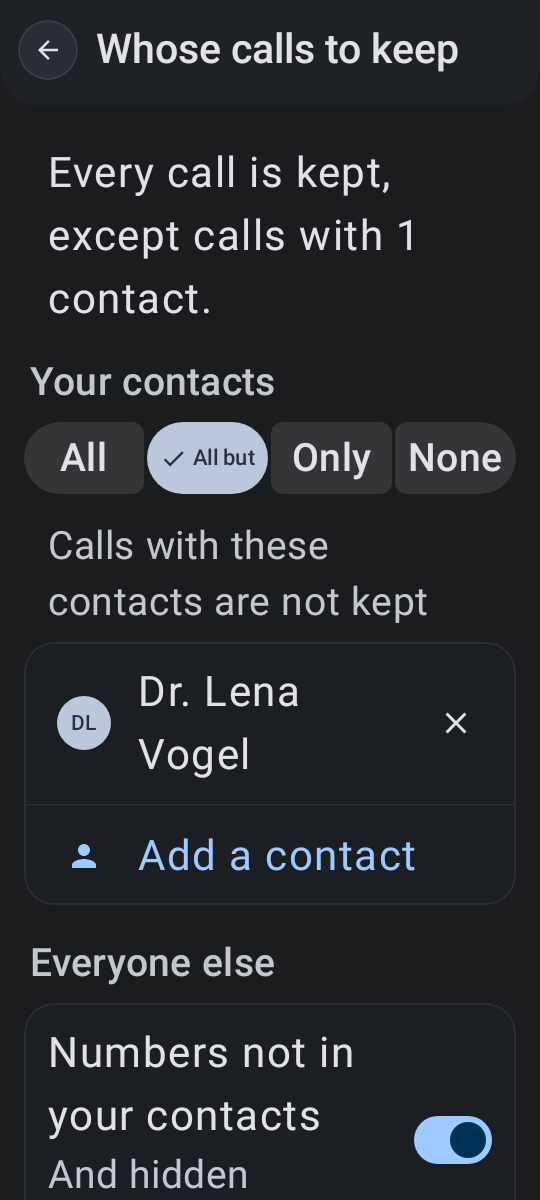 Whose calls to keep
Every call is kept,
except calls with 1
contact.
Your contacts
All
All but
Only
None
Calls with these
contacts are not kept
DL
Dr. Lena
Vogel
Add a contact
Everyone else
Numbers not in
your contacts
And hidden